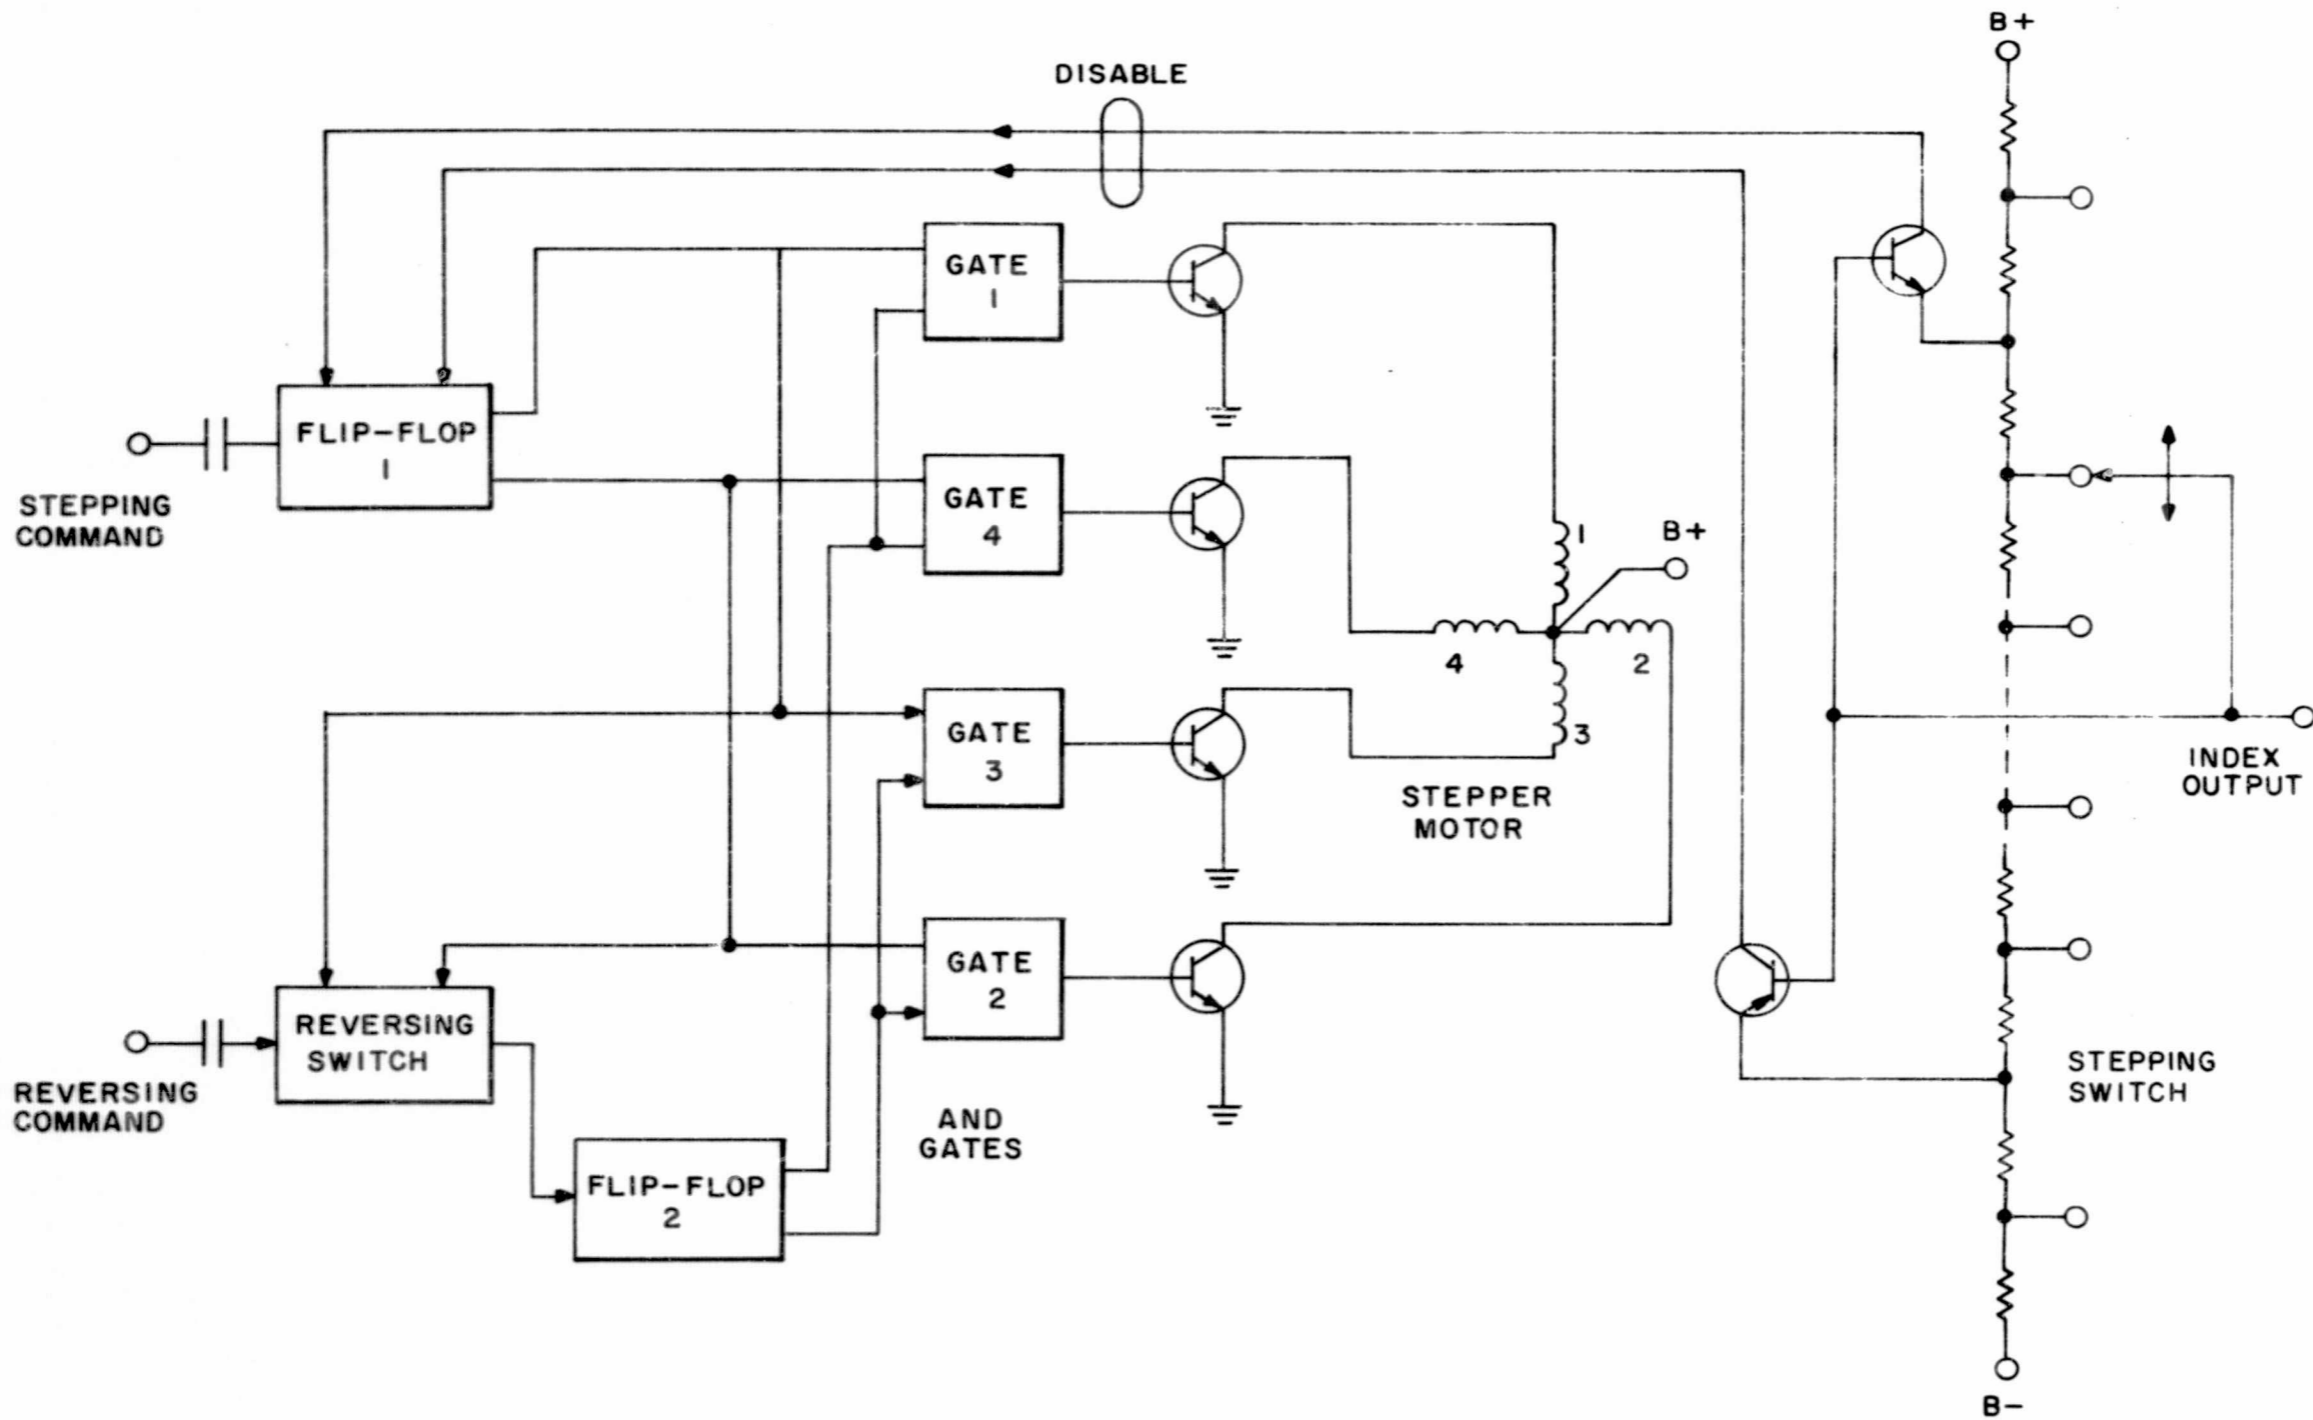 B+
DISABLE
GATE
1
FLIP-FLOP
1
STEPPING
COMMAND
GATE
4
1
B+
4
2
GATE
3
3
STEPPER
MOTOR
INDEX
OUTPUT
GATE
2
REVERSING
SWITCH
REVERSING
COMMAND
AND
GATES
STEPPING
SWITCH
FLIP-FLOP
2
B-